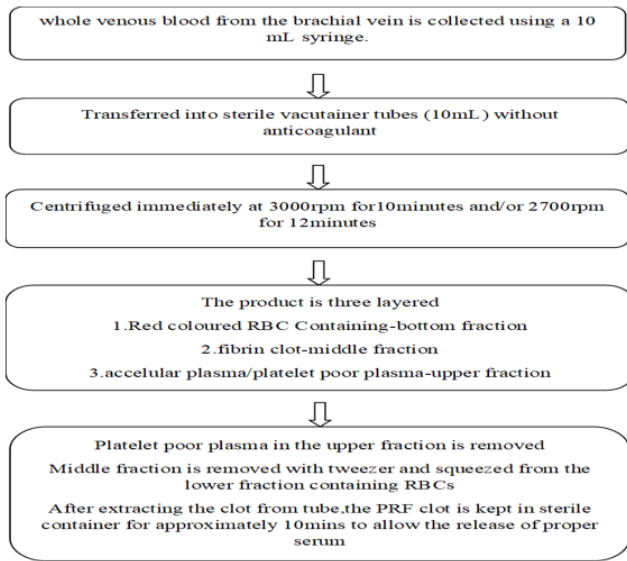 whole venous blood from the brachial vein is collected using a 10
mL syringe.
Transferred into sterile vacutainer tubes (10mL) without
anticoagulant
Centrifuged immediately at 3000rpm for10minutes and/or 2700rpm
for 12minutes
The product is three layered
1.Red coloured RBC Containing-bottom fraction
2.fibrin clot-middle fraction
3.accelular plasma/platelet poor plasma-upper fraction
Platelet poor plasma in the upper fraction is removed
Middle fraction is removed with tweezer and squeezed from the
lower fraction containing RBCs
After extracting the clot from tube,the PRF clot is kept in sterile
container for approximately 10mins to allow the release of proper
serum